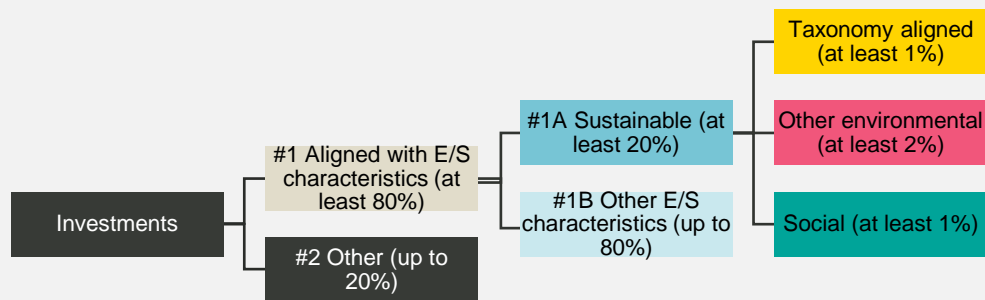 Investments
#1 Aligned with E/S
characteristics (at
least 80%)
#2 Other (up to
20%)
#1A Sustainable (at
least 20%)
#1B Other E/S
characteristics (up to
80%)
Taxonomy aligned
(at least 1%)
Other environmental
(at least 2%)
Social (at least 1%)